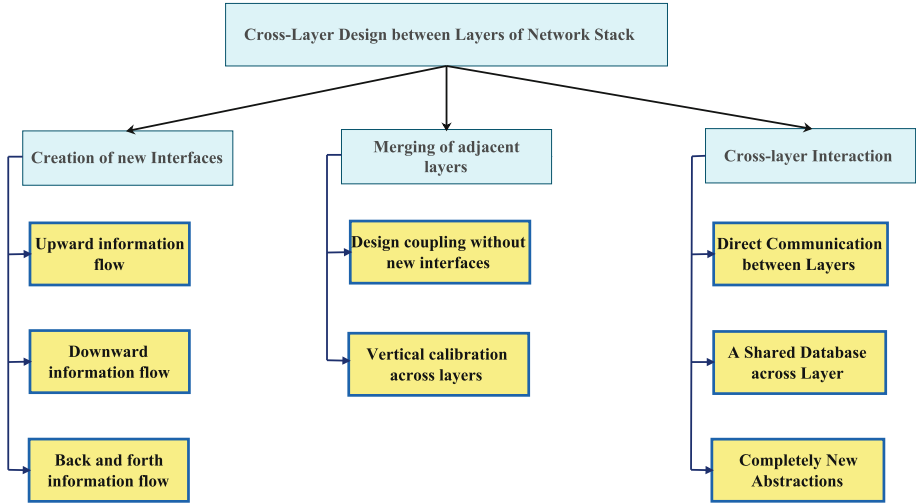 Cross-Layer Design between Layers of Network Stack
Creation of new Interfaces
Merging of adjacent
layers
Cross-layer Interaction
Upward information
flow
Downward
information flow
Back and forth
information flow
Design coupling without
new interfaces
Vertical calibration
across layers
Direct Communication
between Layers
A Shared Database
across Layer
Completely New
Abstractions